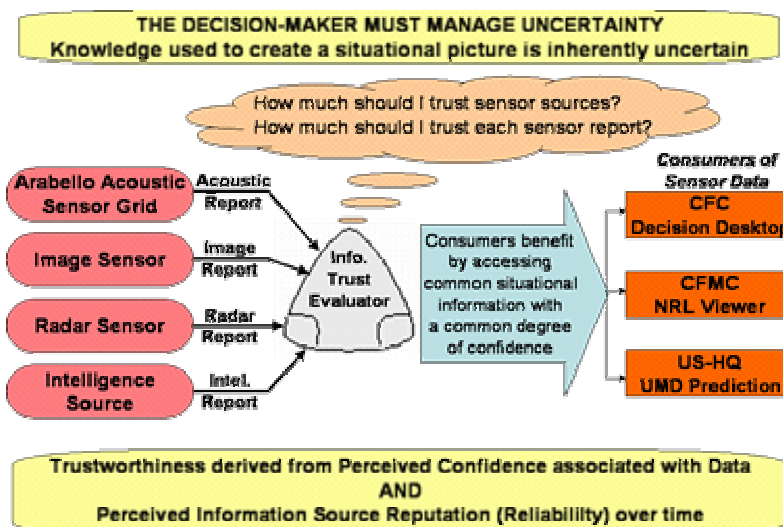 THE DECISION-MAKER MUST MANAGE UNCERTAINTY
Knowledge used to create a situational picture is inherently uncertain
How much should I trust sensor sources?
How much should I trust each sensor report?
Arabello Acoustic
Sensor Grid
Acoustic
Report
Image Sensor
Image
Report
Radar Sensor
Radar
Report
Intelligence
Source
Intel.
Report
Info.
Trust
Evaluator
Consumers benefit
by accessing
common situational
information with
a common degree
of confidence
Consumers of
Sensor Data
CFC
Decision Desktop
CFMC
NRL Viewer
US-HQ
UMD Prediction
Trustworthiness derived from Perceived Confidence associated with Data
AND
Perceived Information Source Reputation (Reliabililty) over time